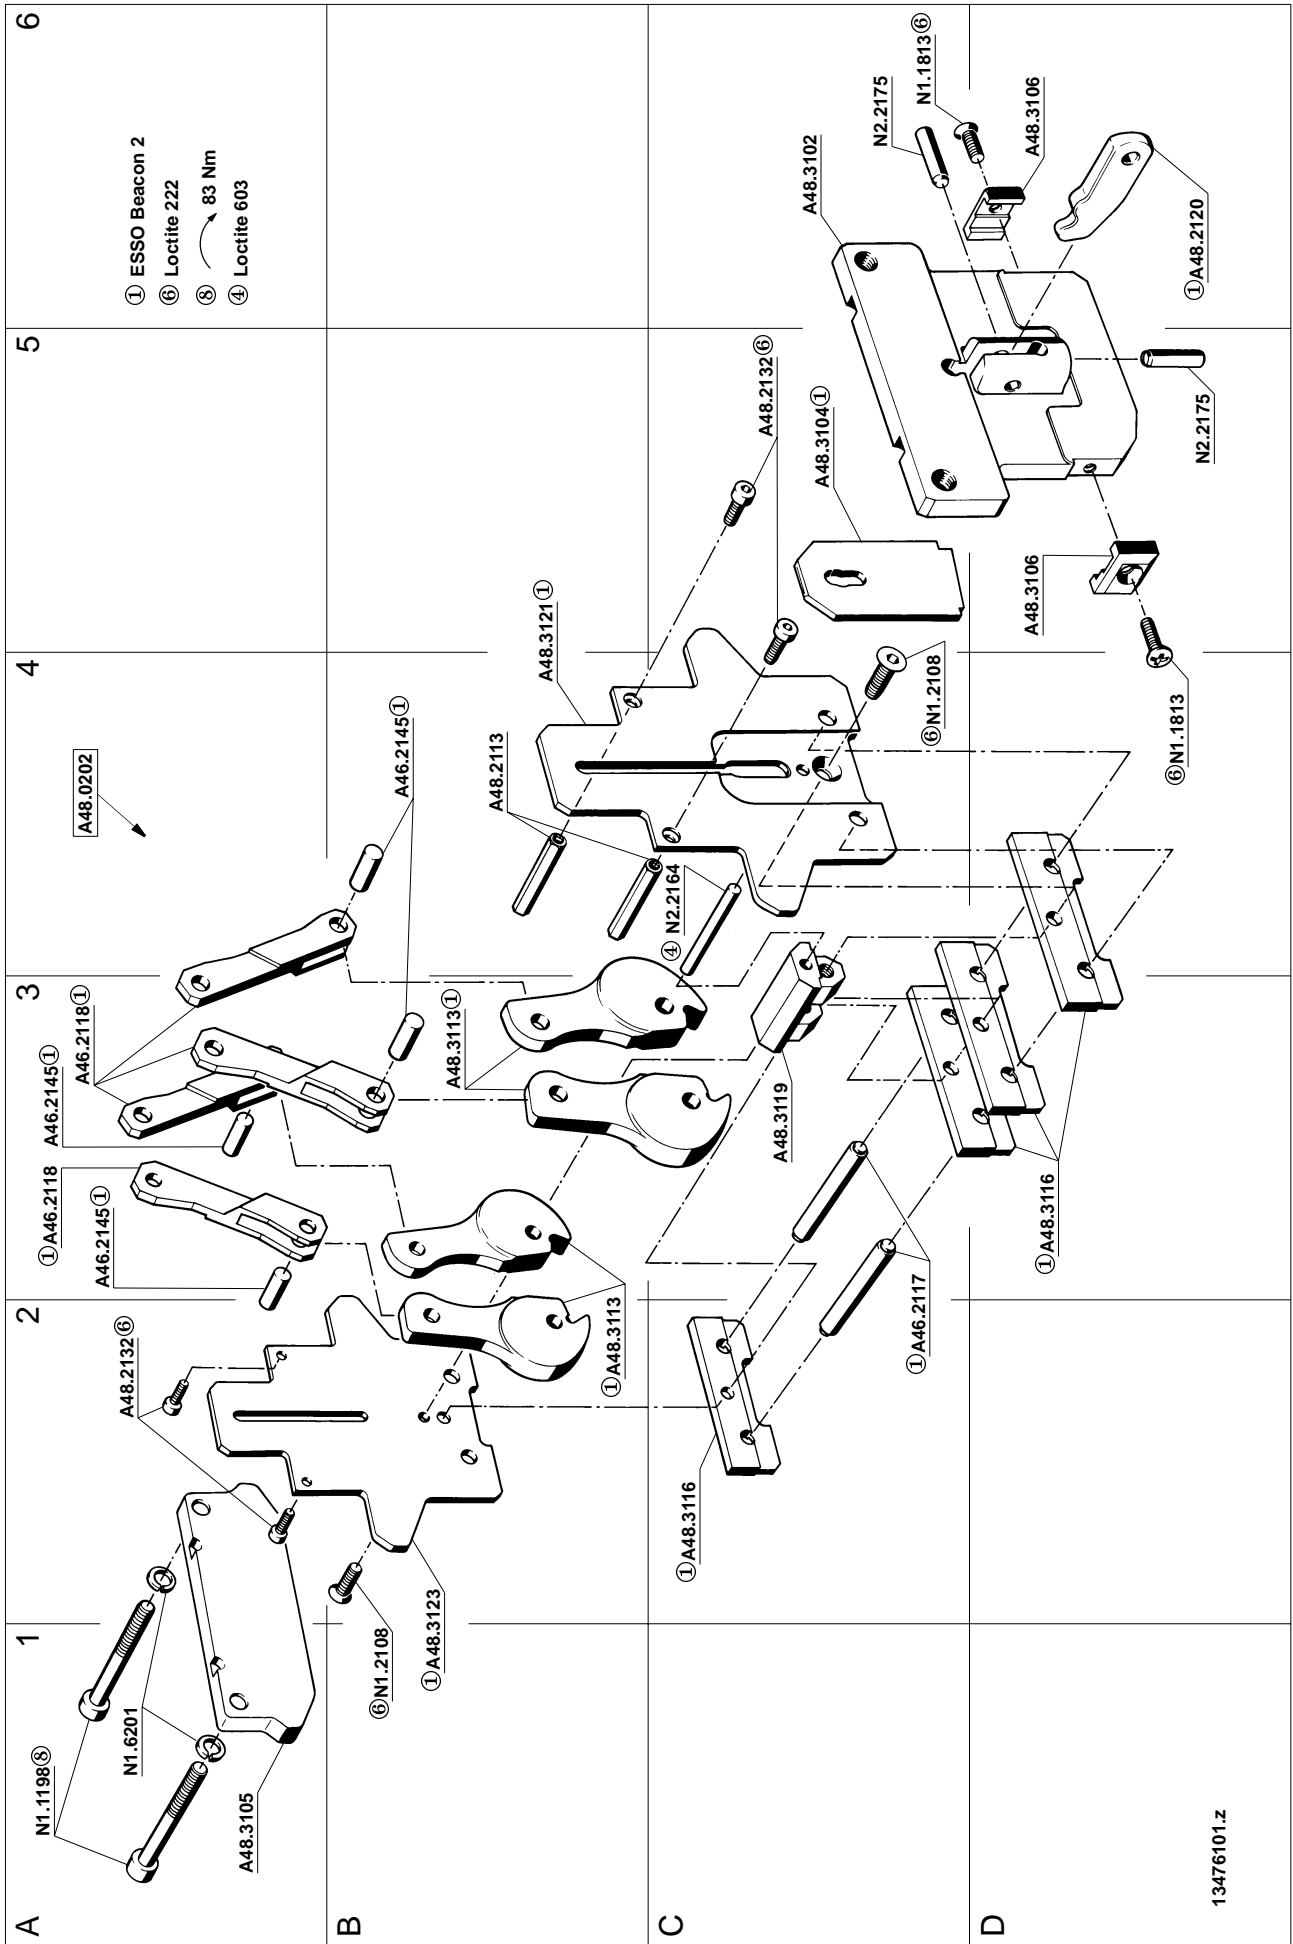 1
2
3
4
5
6
A
B
C
D
A48.0202
① ESSO Beacon 2
⑥ Loctite 222
⑧ 83 Nm
④ Loctite 603
N1.1198⑧
N1.6201
A48.3105
A48.2132⑥
①A46.2118
A46.2145①
A46.2145①
A46.2118①
A46.2145①
⑥N1.2108
①A48.3123
①A48.3113
A48.3113①
A48.2113
A48.3121①
④ N2.2164
A48.2132⑥
A48.3104①
A48.3102
N2.2175
N1.1813⑥
A48.3106
①A48.3116
①A46.2117
A48.3119
①A48.3116
⑥N1.2108
A48.3106
⑥N1.1813
N2.2175
①A48.2120
13476101.z